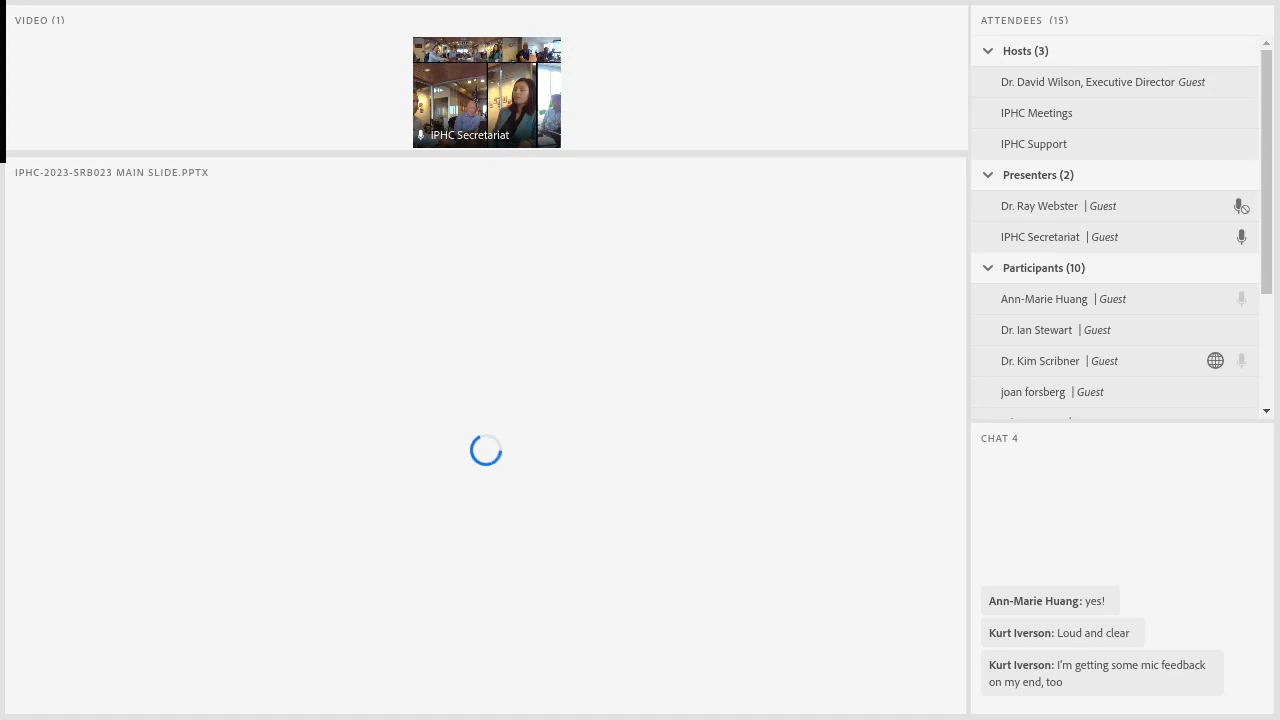 VIDEO (1)
IPHC Secretariat
IPHC-2023-SRB023 MAIN SLIDE.PPTX
ATTENDEES (15)
Hosts (3)
Dr. David Wilson, Executive Director Guest
IPHC Meetings
IPHC Support
Presenters (2)
Dr. Ray Webster | Guest
IPHC Secretariat | Guest
Participants (10)
Ann-Marie Huang | Guest
Dr. Ian Stewart | Guest
Dr. Kim Scribner | Guest
joan forsberg | Guest
CHAT 4
Ann-Marie Huang: yes!
Kurt Iverson: Loud and clear
Kurt Iverson: I'm getting some mic feedback
on my end, too